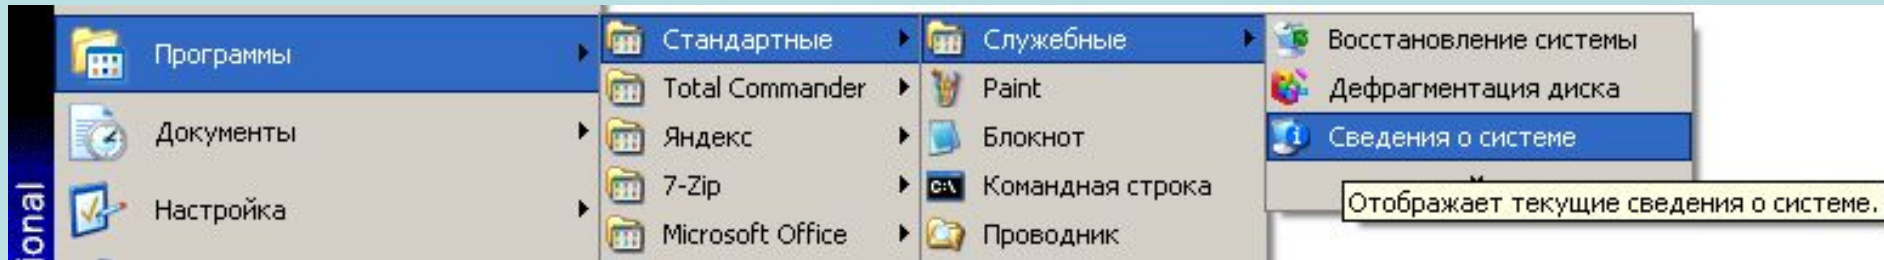 Программы
Документы
Настройка
ional
Стандартные
Total Commander
Яндекс
7-Zip
Microsoft Office
Служебные
Paint
Блокнот
Командная строка
Проводник
Восстановление системы
Дефрагментация диска
Сведения о системе
Отображает текущие сведения о системе.